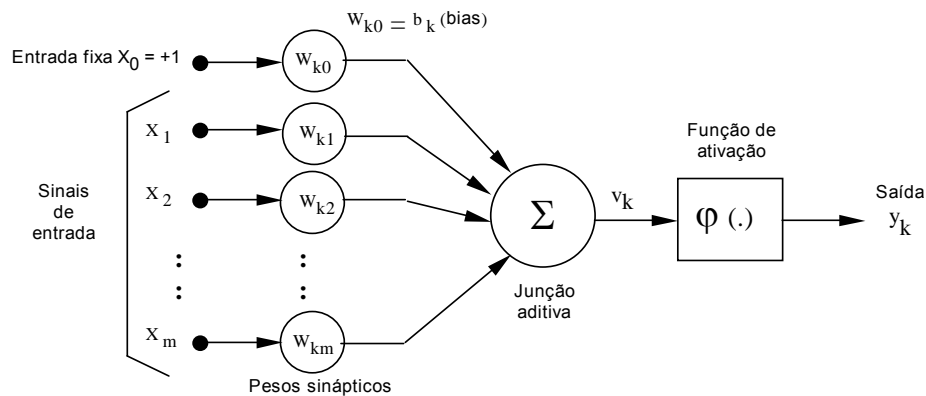 W_k0 = b_k (bias)
Entrada fixa X_0 = +1
W_k0
X_1
W_k1
X_2
W_k2
Sinais
de
entrada
X_m
W_km
Pesos sinápticos
Σ
Junção
aditiva
v_k
Função de
ativação
φ (.)
Saída
y_k